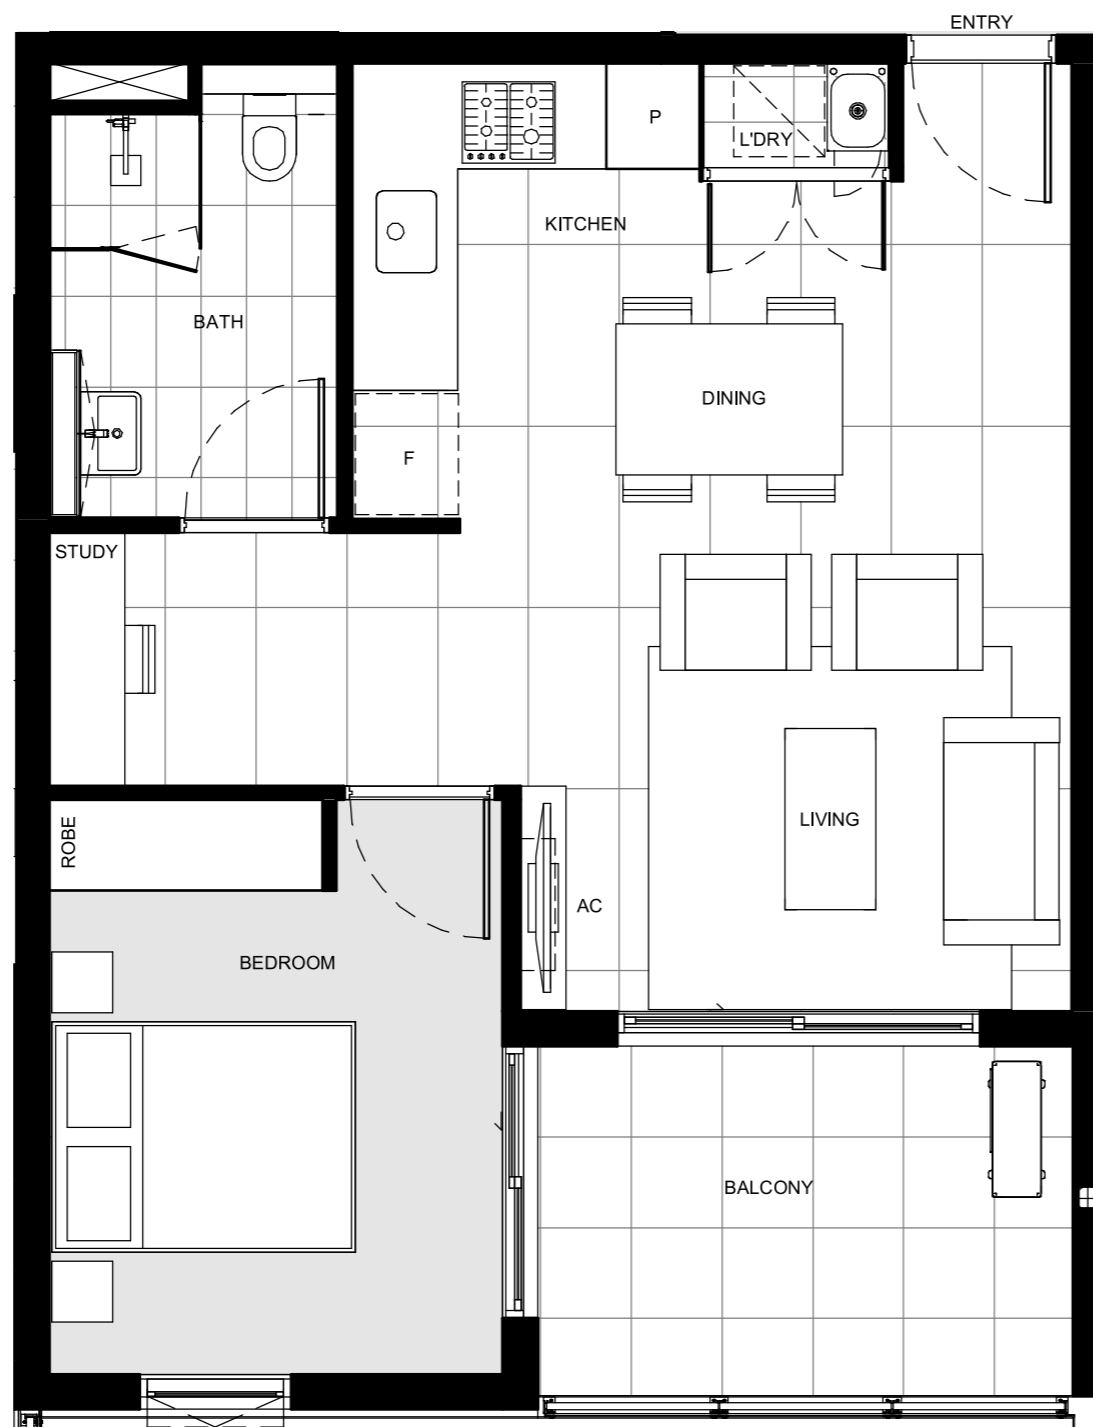 ENTRY
P
L'DRY
KITCHEN
BATH
DINING
F
STUDY
LIVING
ROBE
AC
BEDROOM
BALCONY